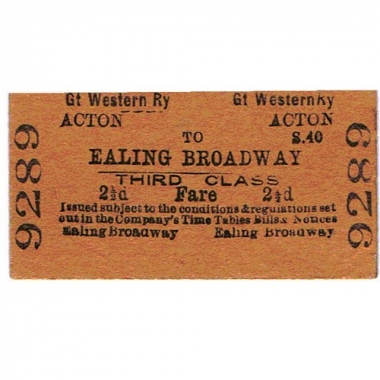 Gt Western Ry Gt Western Ry
ACTON ACTON
TO S.40
EALING BROADWAY
THIRD CLASS
2½d Fare 2½d
Issued subject to the conditions & regulations set
out in the Company's Time Tables Bills & Notices
Ealing Broadway Ealing Broadway
9289
9289